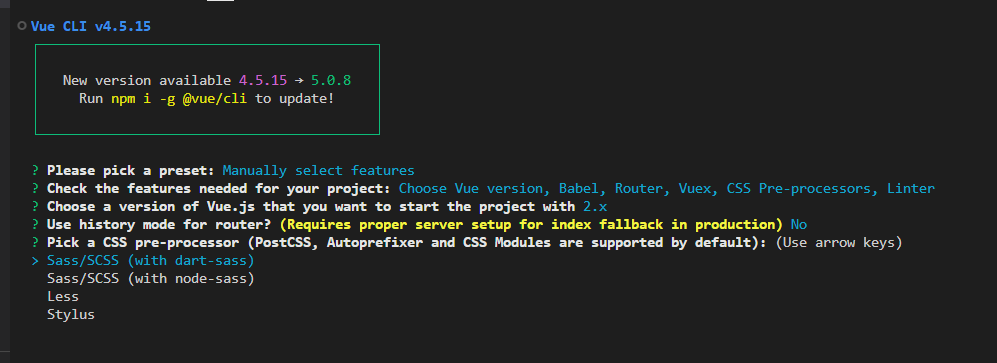 Vue CLI v4.5.15
New version available 4.5.15 → 5.0.8
Run npm i -g @vue/cli to update!
? Please pick a preset: Manually select features
? Check the features needed for your project: Choose Vue version, Babel, Router, Vuex, CSS Pre-processors, Linter
? Choose a version of Vue.js that you want to start the project with 2.x
? Use history mode for router? (Requires proper server setup for index fallback in production) No
? Pick a CSS pre-processor (PostCSS, Autoprefixer and CSS Modules are supported by default): (Use arrow keys)
> Sass/SCSS (with dart-sass)
Sass/SCSS (with node-sass)
Less
Stylus